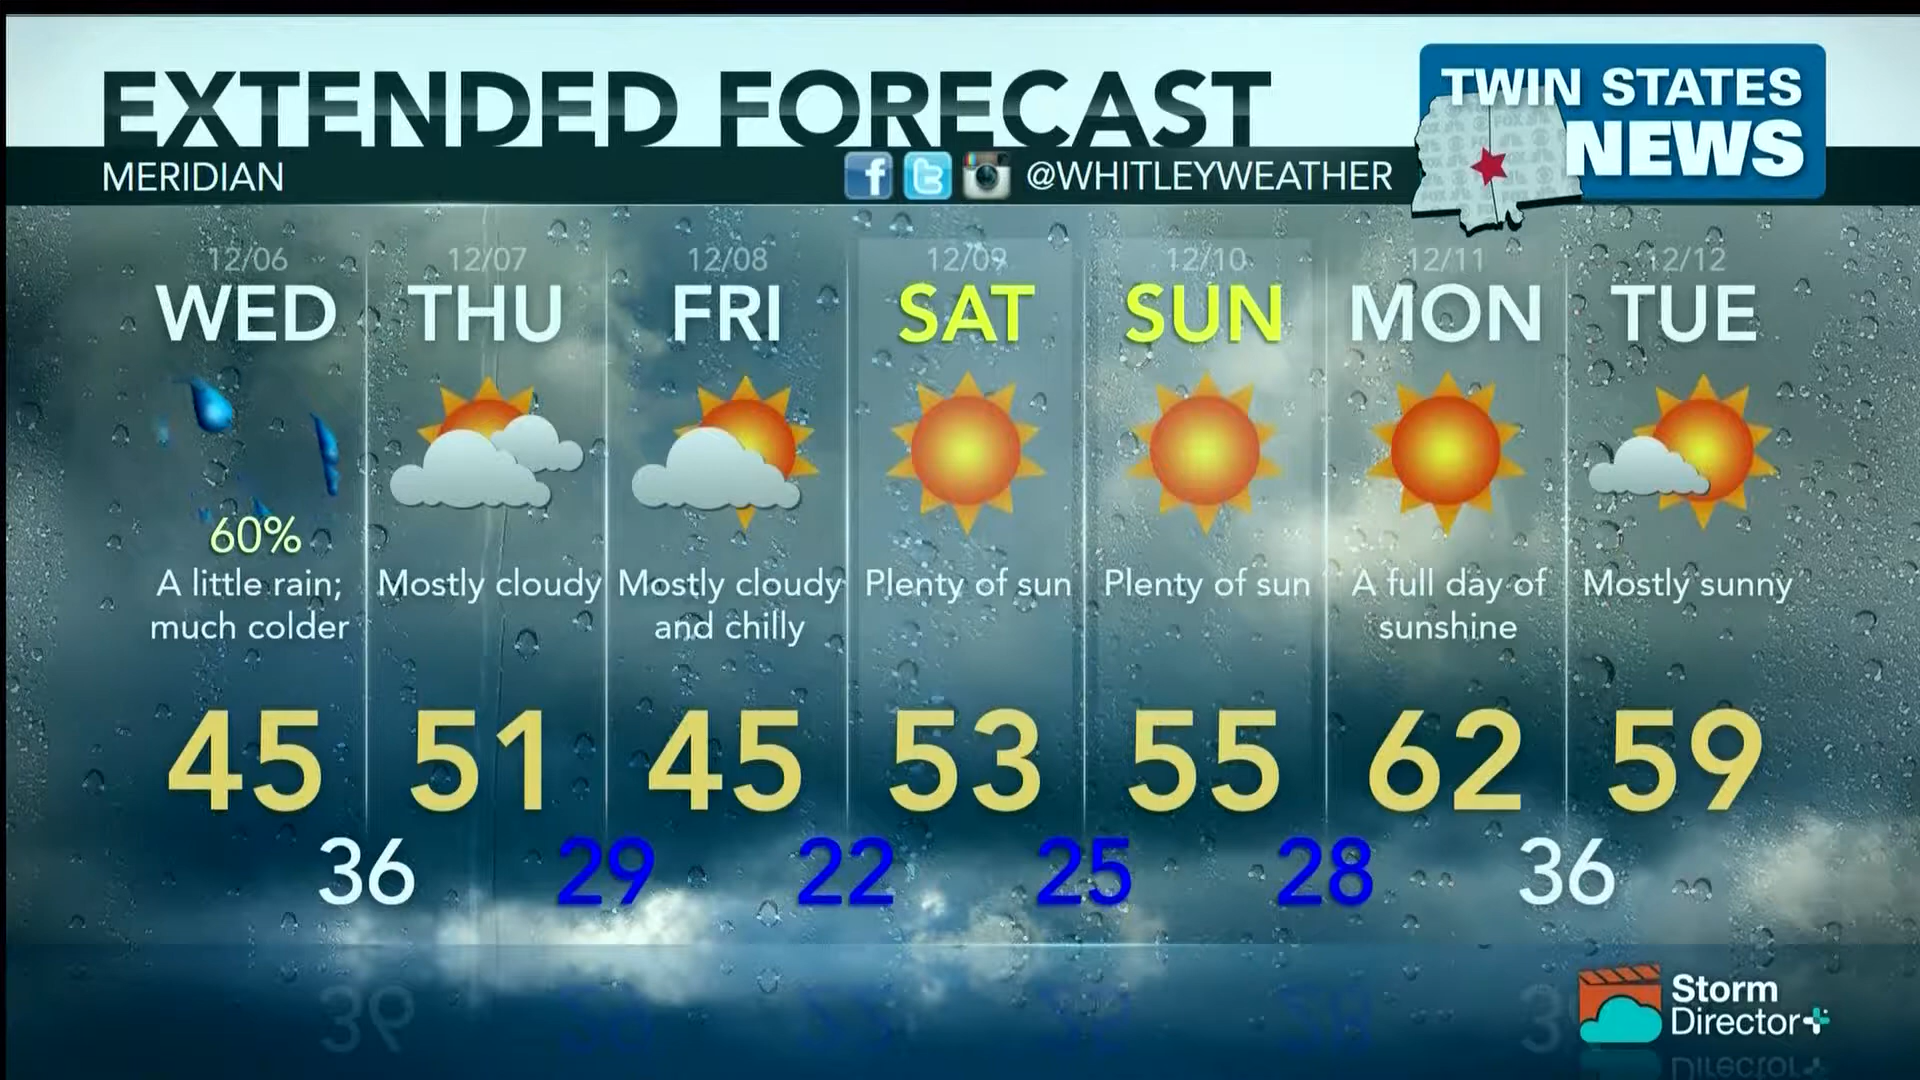 EXTENDED FORECAST
MERIDIAN
@WHITLEYWEATHER
TWIN STATES
NEWS
12/06 12/07 12/08 12/09 12/10 12/11 12/12
WED THU FRI SAT SUN MON TUE
60%
A little rain; Mostly cloudy Mostly cloudy Plenty of sun Plenty of sun A full day of Mostly sunny
much colder and chilly sunshine
45 51 45 53 55 62 59
36 29 22 25 28 36
Storm
Director+